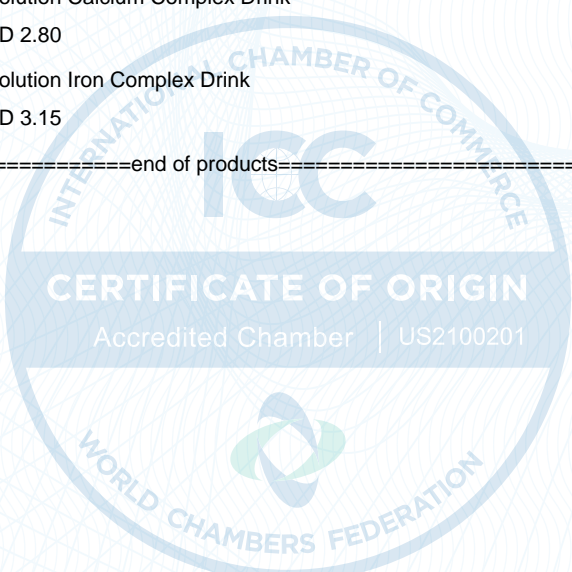 olution Calcium Complex Drink
D 2.80
olution Iron Complex Drink
D 3.15
===========end of products========================
INTERNATIONAL CHAMBER OF COMMERCE
ICC
CERTIFICATE OF ORIGIN
Accredited Chamber | US2100201
WORLD CHAMBERS FEDERATION